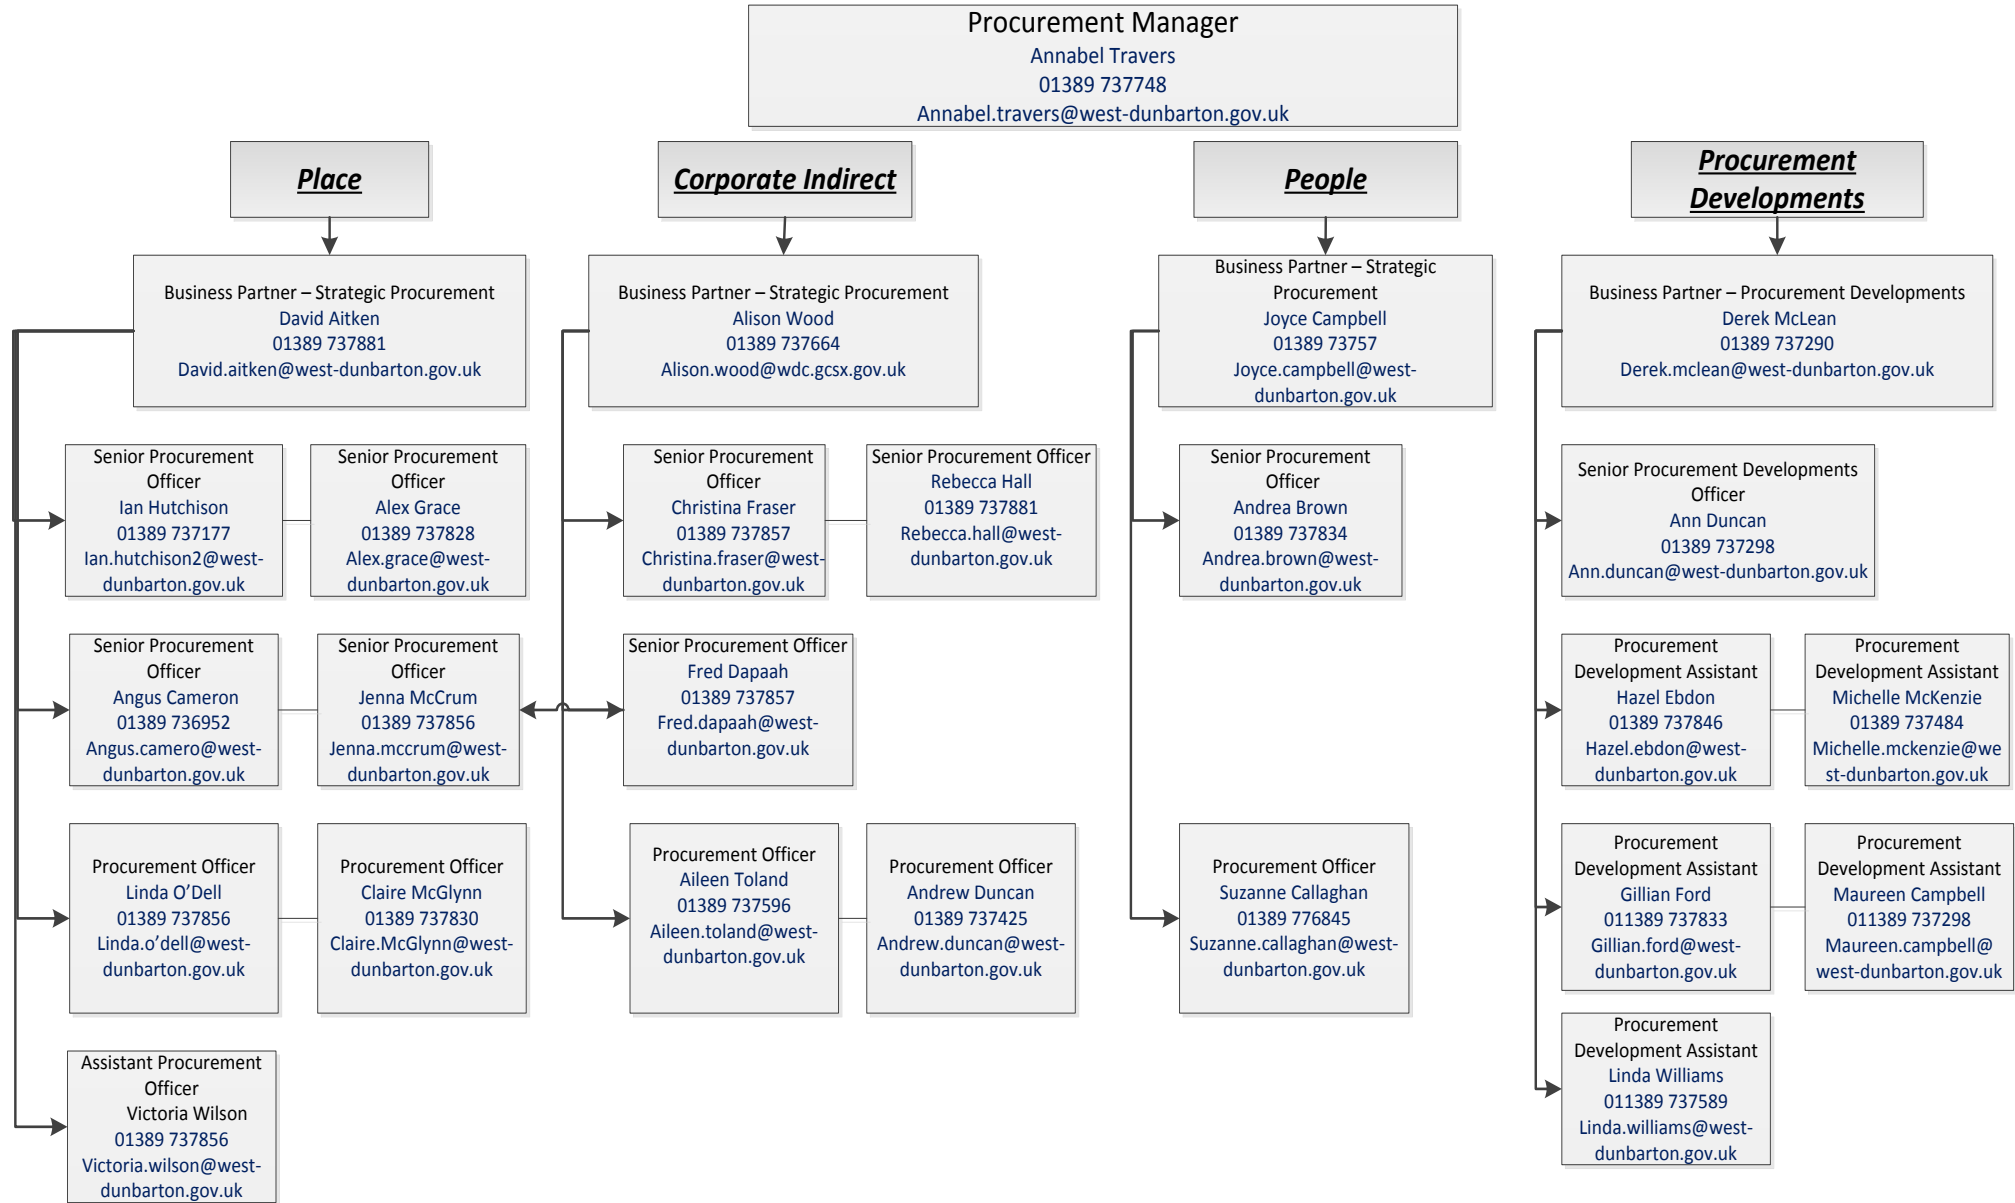 Procurement Manager
Annabel Travers
01389 737748
Annabel.travers@west-dunbarton.gov.uk
Place
Business Partner – Strategic Procurement
David Aitken
01389 737881
David.aitken@west-dunbarton.gov.uk
Senior Procurement
Officer
Ian Hutchison
01389 737177
Ian.hutchison2@west-
dunbarton.gov.uk
Senior Procurement
Officer
Alex Grace
01389 737828
Alex.grace@west-
dunbarton.gov.uk
Senior Procurement
Officer
Angus Cameron
01389 736952
Angus.camero@west-
dunbarton.gov.uk
Senior Procurement
Officer
Jenna McCrum
01389 737856
Jenna.mccrum@west-
dunbarton.gov.uk
Procurement Officer
Linda O’Dell
01389 737856
Linda.o’dell@west-
dunbarton.gov.uk
Procurement Officer
Claire McGlynn
01389 737830
Claire.McGlynn@west-
dunbarton.gov.uk
Assistant Procurement
Officer
Victoria Wilson
01389 737856
Victoria.wilson@west-
dunbarton.gov.uk
Corporate Indirect
Business Partner – Strategic Procurement
Alison Wood
01389 737664
Alison.wood@wdc.gcsx.gov.uk
Senior Procurement
Officer
Christina Fraser
01389 737857
Christina.fraser@west-
dunbarton.gov.uk
Senior Procurement Officer
Rebecca Hall
01389 737881
Rebecca.hall@west-
dunbarton.gov.uk
Senior Procurement Officer
Fred Dapaah
01389 737857
Fred.dapaah@west-
dunbarton.gov.uk
Procurement Officer
Aileen Toland
01389 737596
Aileen.toland@west-
dunbarton.gov.uk
Procurement Officer
Andrew Duncan
01389 737425
Andrew.duncan@west-
dunbarton.gov.uk
People
Business Partner – Strategic
Procurement
Joyce Campbell
01389 73757
Joyce.campbell@west-
dunbarton.gov.uk
Senior Procurement
Officer
Andrea Brown
01389 737834
Andrea.brown@west-
dunbarton.gov.uk
Procurement Officer
Suzanne Callaghan
01389 776845
Suzanne.callaghan@west-
dunbarton.gov.uk
Procurement
Developments
Business Partner – Procurement Developments
Derek McLean
01389 737290
Derek.mclean@west-dunbarton.gov.uk
Senior Procurement Developments
Officer
Ann Duncan
01389 737298
Ann.duncan@west-dunbarton.gov.uk
Procurement
Development Assistant
Hazel Ebdon
01389 737846
Hazel.ebdon@west-
dunbarton.gov.uk
Procurement
Development Assistant
Michelle McKenzie
01389 737484
Michelle.mckenzie@we
st-dunbarton.gov.uk
Procurement
Development Assistant
Gillian Ford
011389 737833
Gillian.ford@west-
dunbarton.gov.uk
Procurement
Development Assistant
Maureen Campbell
011389 737298
Maureen.campbell@
west-dunbarton.gov.uk
Procurement
Development Assistant
Linda Williams
011389 737589
Linda.williams@west-
dunbarton.gov.uk